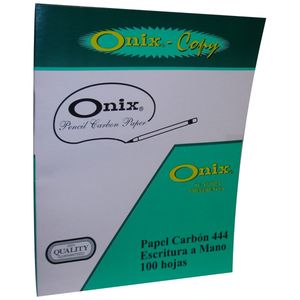 Onix®-Copy
Onix®
Pencil Carbon Paper
Onix®
QUALITY
Papel Carbón 444
Escritura a Mano
100 hojas